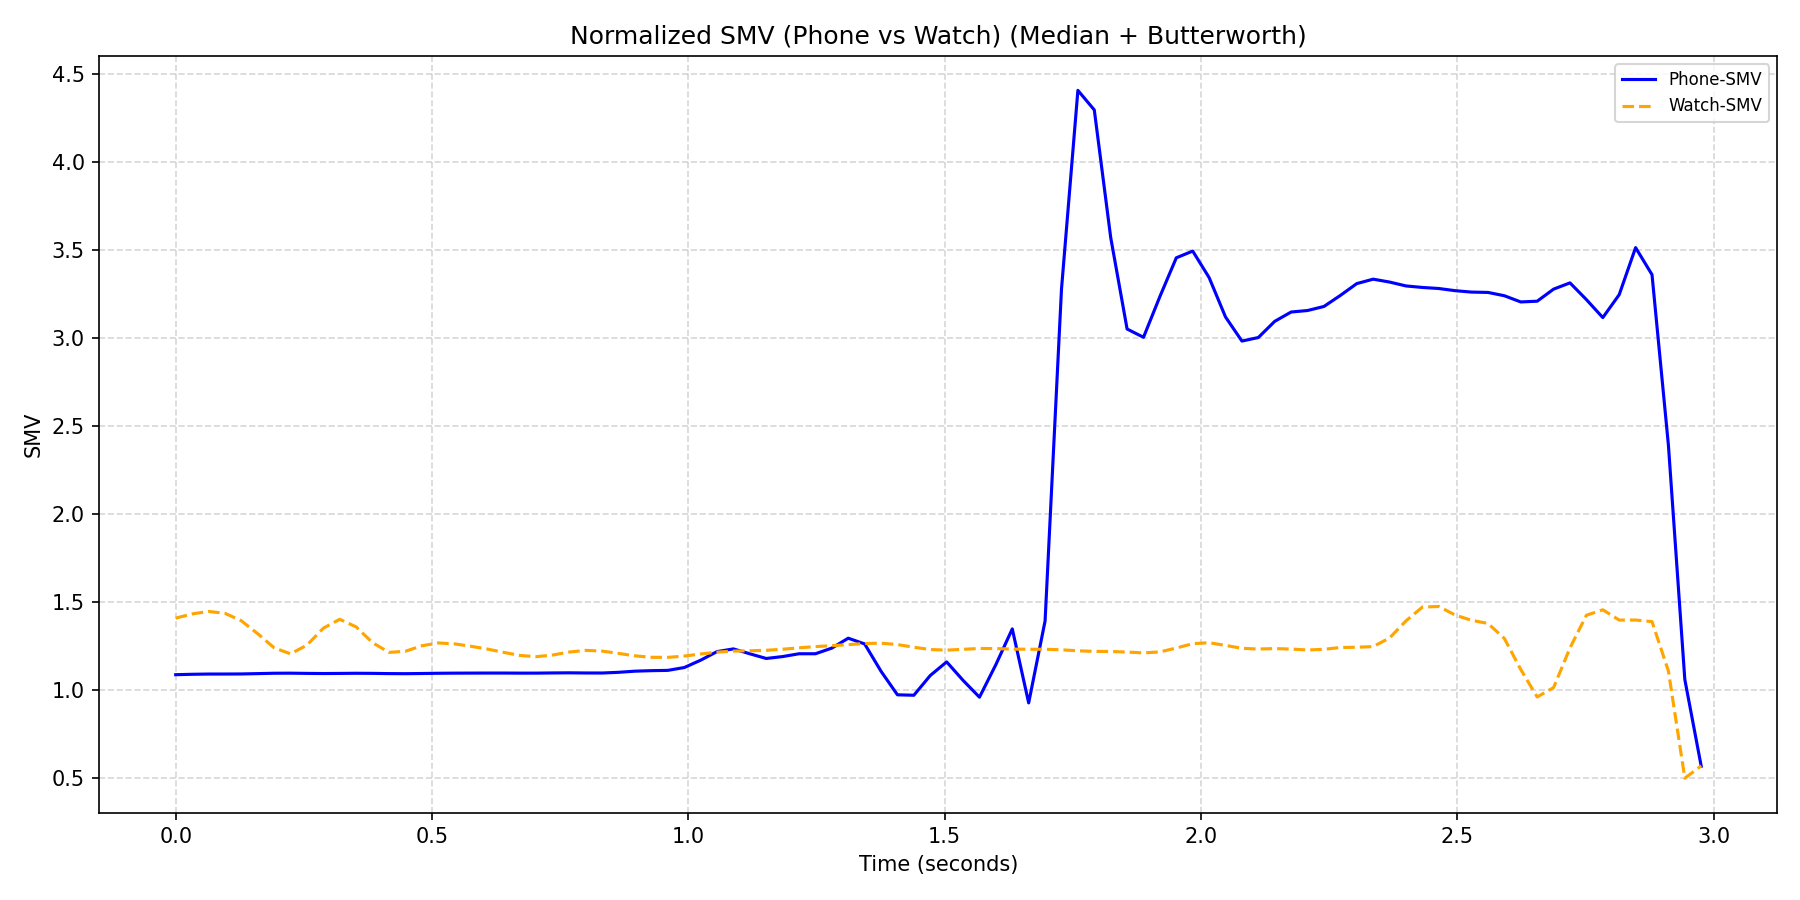 Normalized SMV (Phone vs Watch) (Median + Butterworth)
Phone-SMV
Watch-SMV
SMV
4.5
4.0
3.5
3.0
2.5
2.0
1.5
1.0
0.5
0.0 0.5 1.0 1.5 2.0 2.5 3.0
Time (seconds)